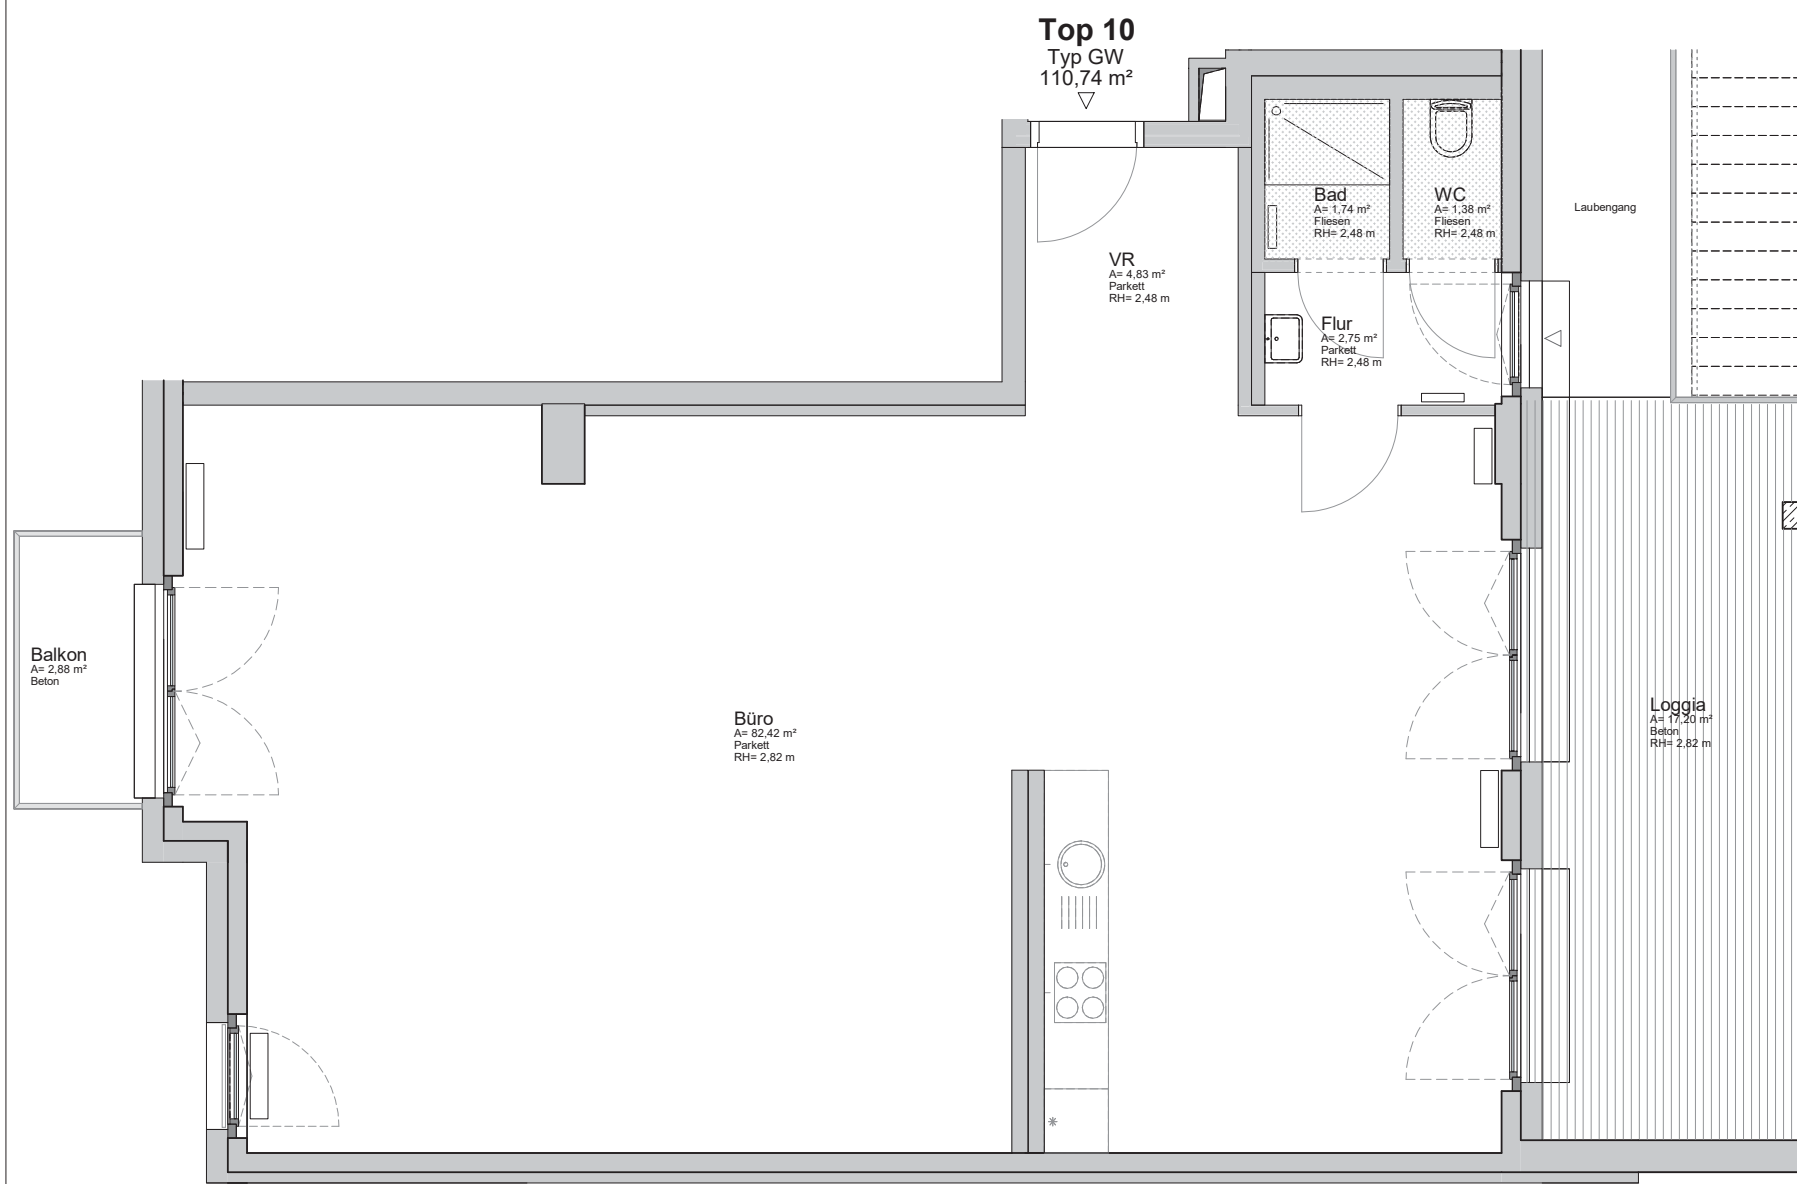 Top 10
Typ GW
110,74 m²
Bad
A= 1,74 m²
Fliesen
RH= 2,48 m
WC
A= 1,38 m²
Fliesen
RH= 2,48 m
Laubengang
VR
A= 4,83 m²
Parkett
RH= 2,48 m
Flur
A= 2,75 m²
Parkett
RH= 2,48 m
Balkon
A= 2,88 m²
Beton
Büro
A= 82,42 m²
Parkett
RH= 2,82 m
Loggia
A= 17,20 m²
Beton
RH= 2,82 m